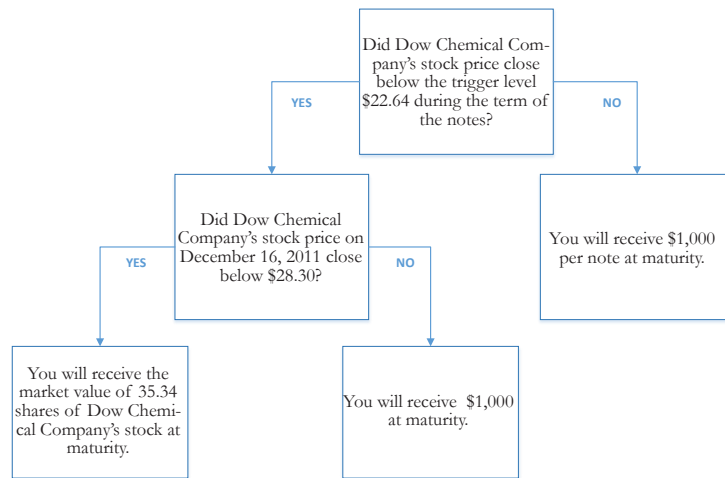 Did Dow Chemical Com-
pany's stock price close
below the trigger level
$22.64 during the term of
the notes?
YES
NO
Did Dow Chemical
Company's stock price on
December 16, 2011 close
below $28.30?
You will receive $1,000
per note at maturity.
YES
NO
You will receive the
market value of 35.34
shares of Dow Chemi-
cal Company's stock at
maturity.
You will receive $1,000
at maturity.